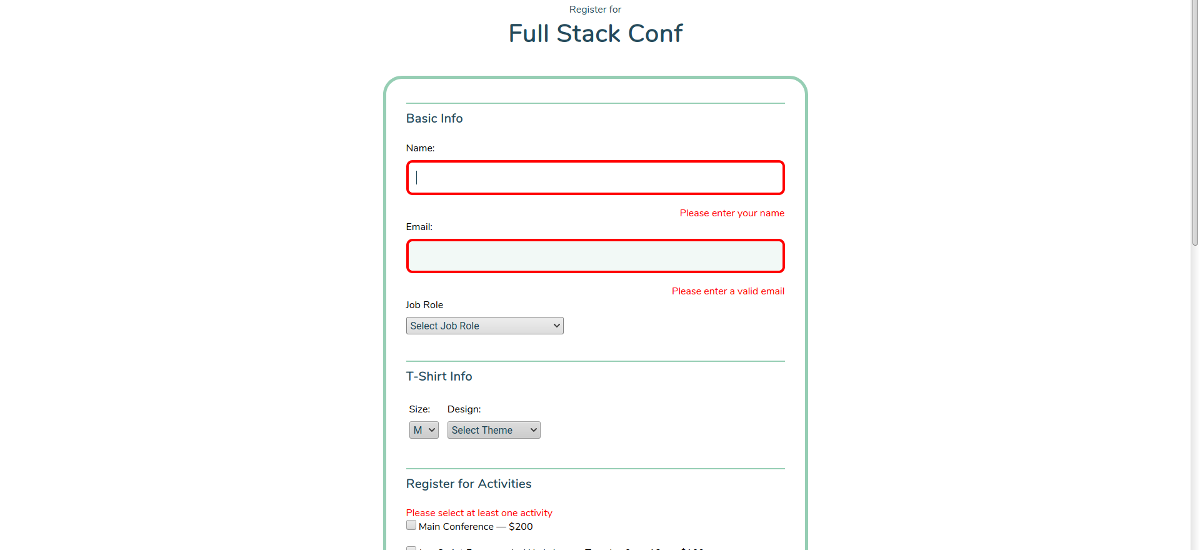 Register for
Full Stack Conf
Basic Info
Name:
Please enter your name
Email:
Please enter a valid email
Job Role
Select Job Role
T-Shirt Info
Size: Design:
M Select Theme
Register for Activities
Please select at least one activity
Main Conference — $200